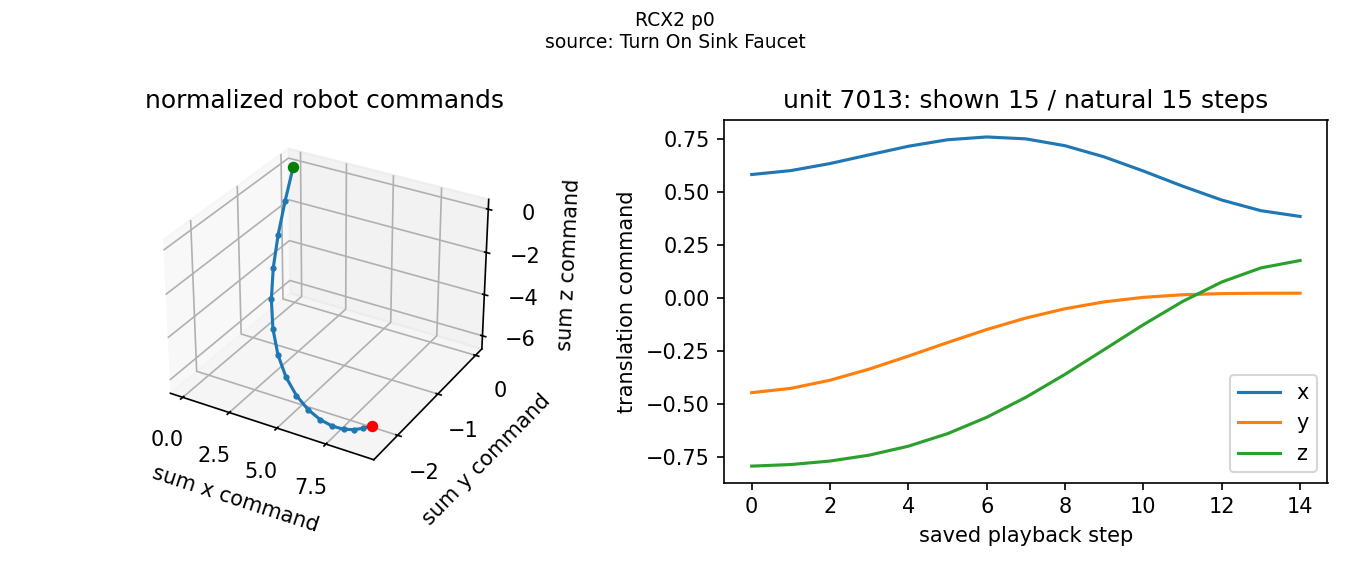 RCX2 p0
source: Turn On Sink Faucet
normalized robot commands
0
−2
−4
−6
sum z command
0
−1
−2
sum y command
0.0
2.5
5.0
7.5
sum x command
unit 7013: shown 15 / natural 15 steps
0.75
0.50
0.25
0.00
−0.25
−0.50
−0.75
translation command
x
y
z
0 2 4 6 8 10 12 14
saved playback step